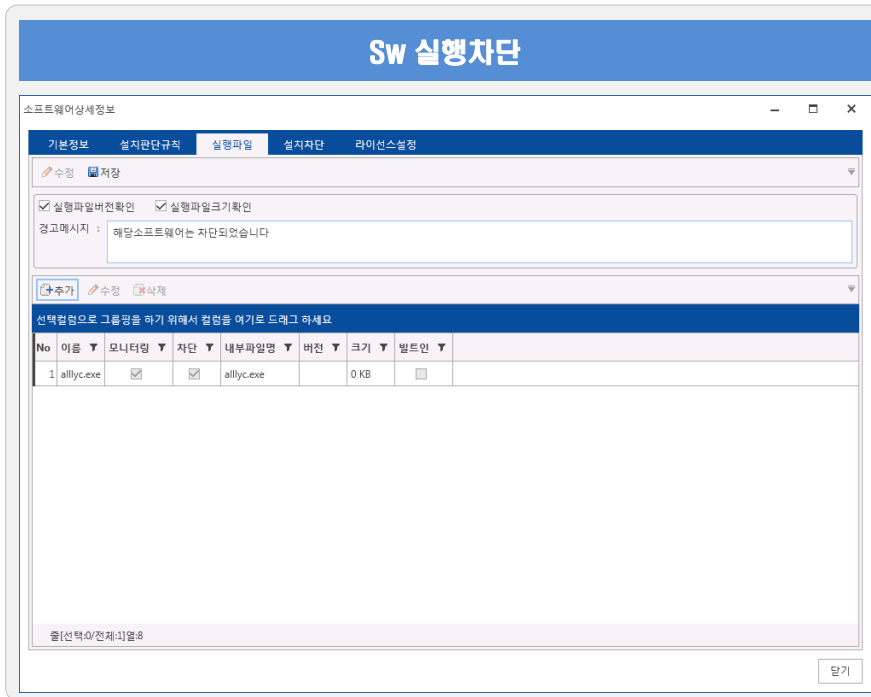 Sw 실행차단
소프트웨어상세정보
기본정보 설치판단규칙 실행파일 설치차단 라이선스설정
수정 저장
실행파일버전확인 실행파일크기확인
경고메시지 : 해당소프트웨어는 차단되었습니다
추가 수정 삭제
선택컬럼으로 그룹핑을 하기 위해서 컬럼을 여기로 드래그 하세요
No 이름 모니터링 차단 내부파일명 버전 크기 빌트인
1 alllyc.exe alllyc.exe 0 KB
줄[선택:0/전체:1]열:8
닫기